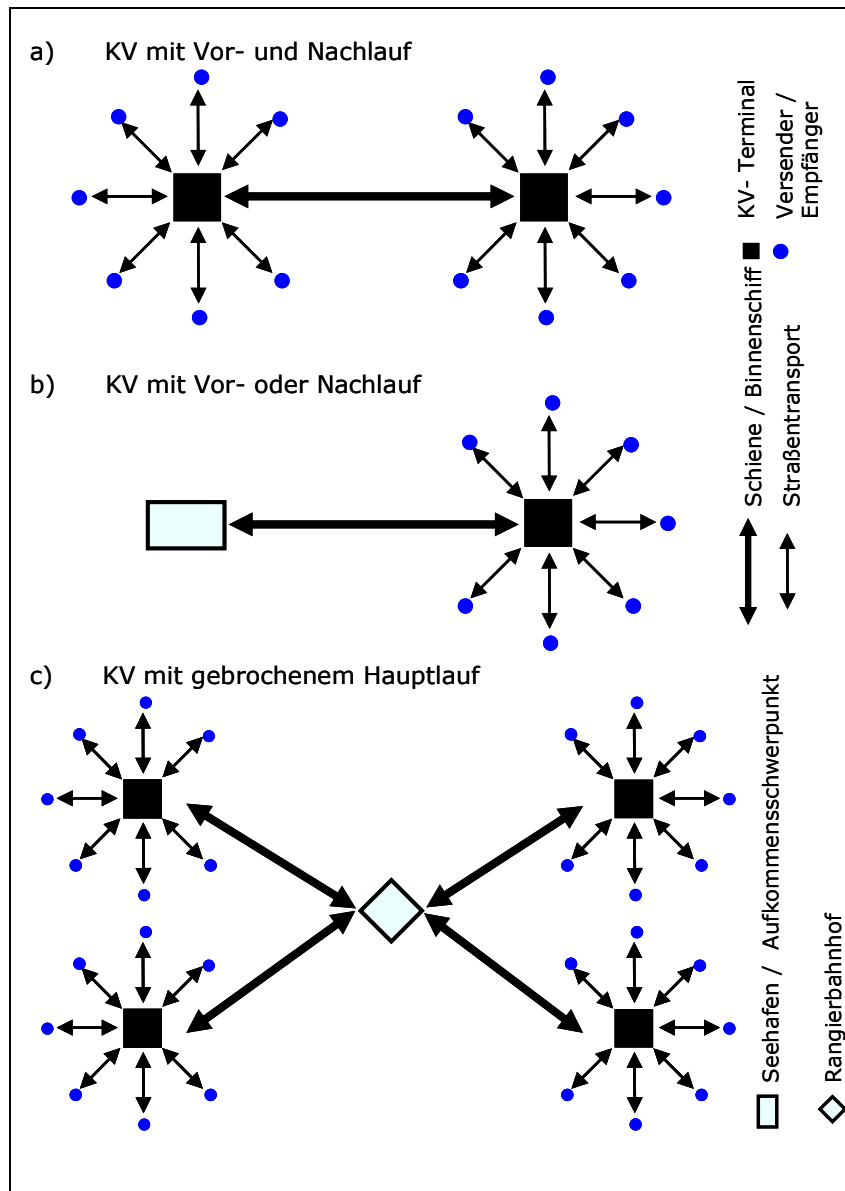 a) KV mit Vor- und Nachlauf
b) KV mit Vor- oder Nachlauf
c) KV mit gebrochenem Hauptlauf
KV- Terminal
Versender /
Empfänger
Schiene / Binnenschiff
Straßentransport
Seehafen / Aufkommensschwerpunkt
Rangierbahnhof